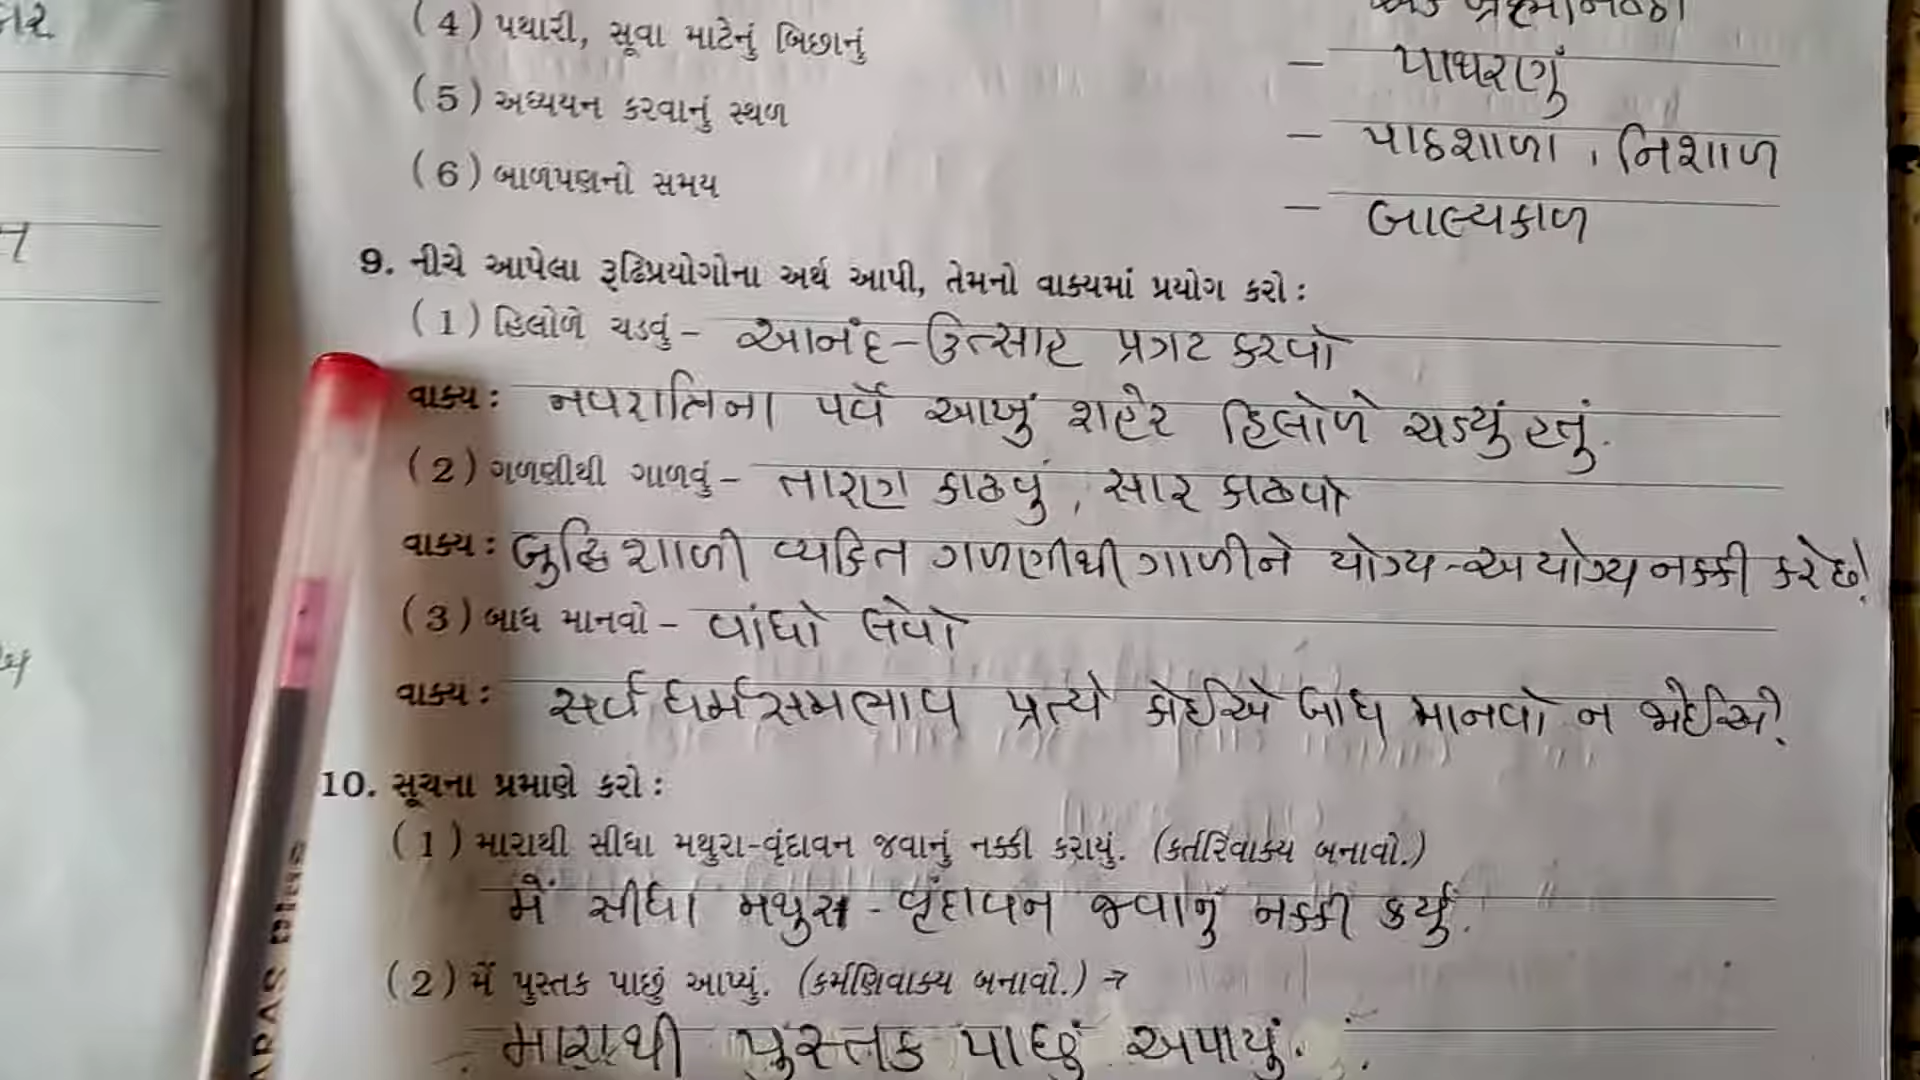 (4) પથારી, સૂવા માટેનું બિછાનું
– પાથરણું
(5) અધ્યયન કરવાનું સ્થળ
– પાઠશાળા, નિશાળ
(6) બાળપણનો સમય
– બાલ્યકાળ
9. નીચે આપેલા રૂઢિપ્રયોગોના અર્થ આપી, તેમનો વાક્યમાં પ્રયોગ કરો :
(1) હિલોળે ચડવું – આનંદ-ઉત્સાહ પ્રગટ કરવો
વાક્ય : નવરાત્રિના પર્વે આખું શહેર હિલોળે ચડ્યું હતું.
(2) ગળણીથી ગાળવું – તારણ કાઢવું, સાર કાઢવો
વાક્ય : બુદ્ધિશાળી વ્યક્તિ ગળણીથી ગાળીને યોગ્ય-અયોગ્ય નક્કી કરે છે.
(3) બાધ માનવો – વાંધો લેવો
વાક્ય : સર્વધર્મસમભાવ પ્રત્યે કોઈએ બાધ માનવો ન જોઈએ.
10. સૂચના પ્રમાણે કરો :
(1) મારાથી સીધા મથુરા-વૃંદાવન જવાનું નક્કી કરાયું. (કર્તરિવાક્ય બનાવો.)
મેં સીધા મથુરા - વૃંદાવન જવાનું નક્કી કર્યું.
(2) મેં પુસ્તક પાછું આપ્યું. (કર્મણિવાક્ય બનાવો.) →
મારાથી પુસ્તક પાછું અપાયું.